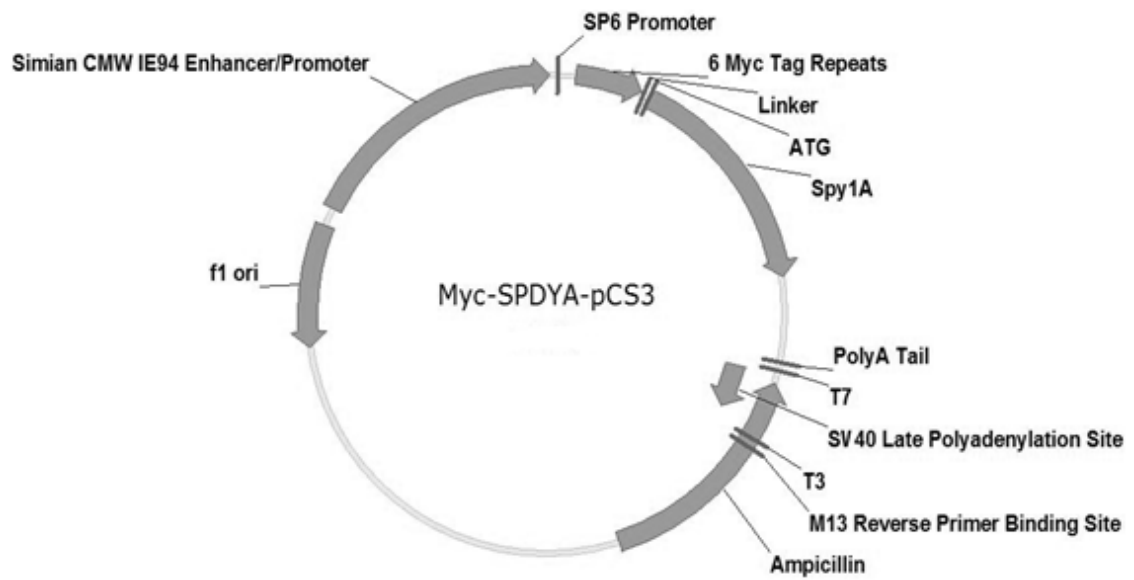 SP6 Promoter
Simian CMW IE94 Enhancer/Promoter
6 Myc Tag Repeats
Linker
ATG
Spy1A
f1 ori
Myc-SPDYA-pCS3
PolyA Tail
T7
SV40 Late Polyadenylation Site
T3
M13 Reverse Primer Binding Site
Ampicillin